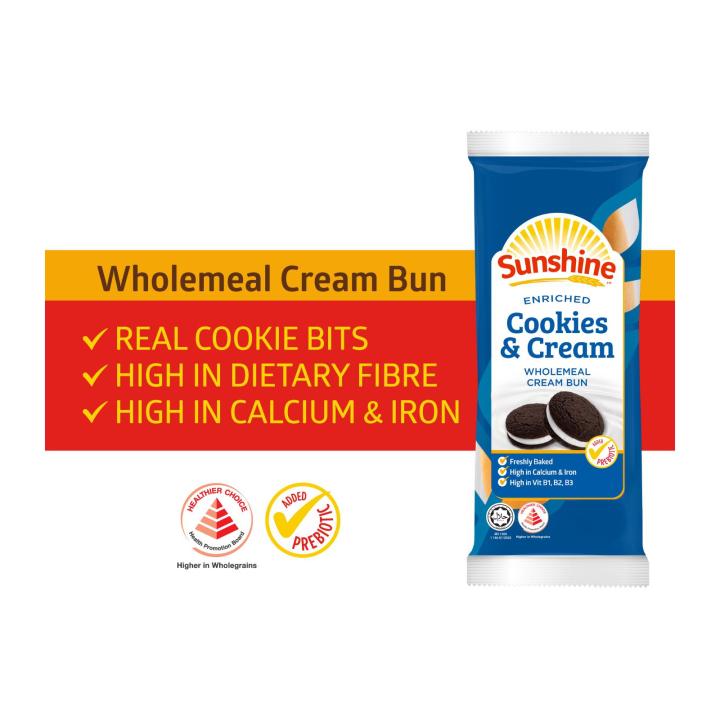 Wholemeal Cream Bun
REAL COOKIE BITS
HIGH IN DIETARY FIBRE
HIGH IN CALCIUM & IRON
HEALTHIER CHOICE
Health Promotion Board
Higher in Wholegrains
ADDED
PREBIOTIC
Sunshine
ENRICHED
Cookies
& Cream
WHOLEMEAL
CREAM BUN
ADDED
PREBIOTIC
Freshly Baked
High in Calcium & Iron
High in Vit B1, B2, B3
Higher in Wholegrains